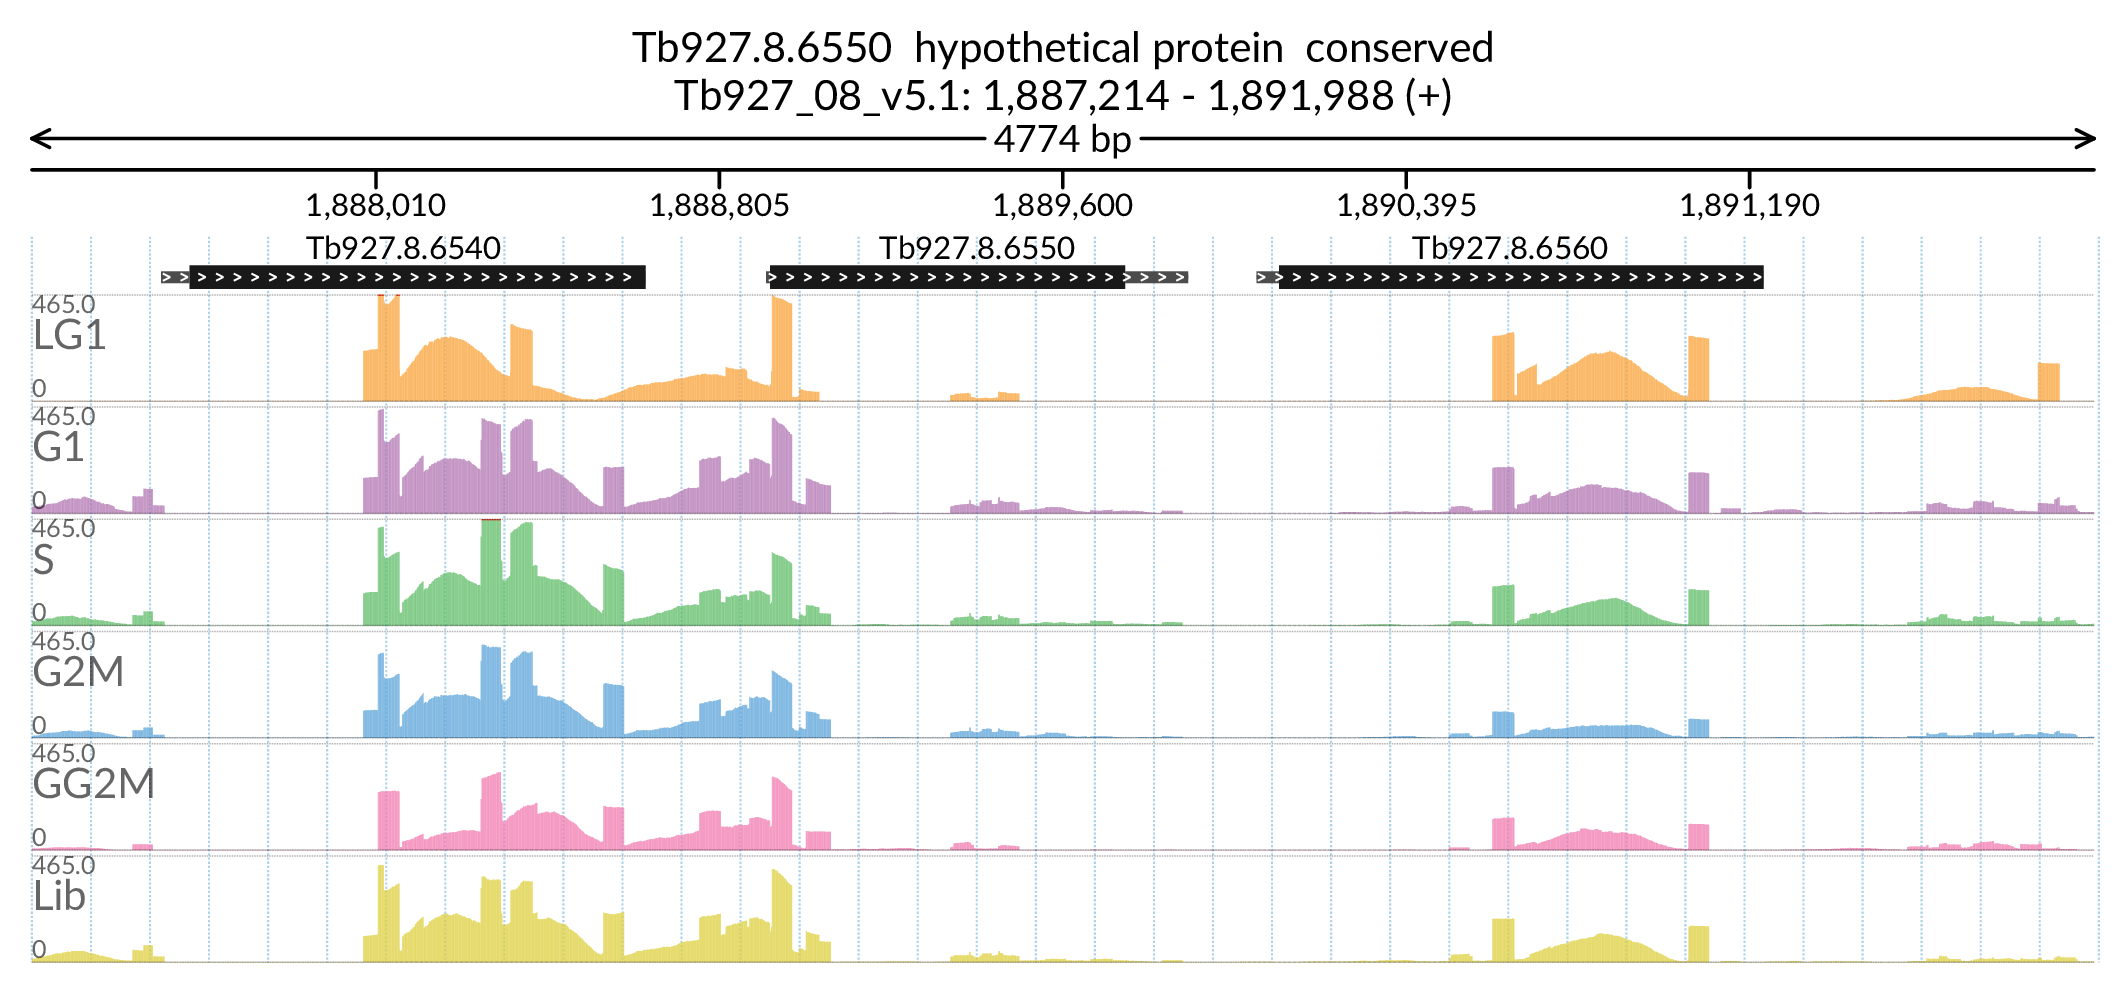 Tb927.8.6550  hypothetical protein  conserved
Tb927_08_v5.1: 1,887,214 - 1,891,988 (+)
4774 bp
1,888,010 1,888,805 1,889,600 1,890,395 1,891,190
Tb927.8.6540 Tb927.8.6550 Tb927.8.6560
465.0
LG1
0
465.0
G1
0
465.0
S
0
465.0
G2M
0
465.0
GG2M
0
465.0
Lib
0